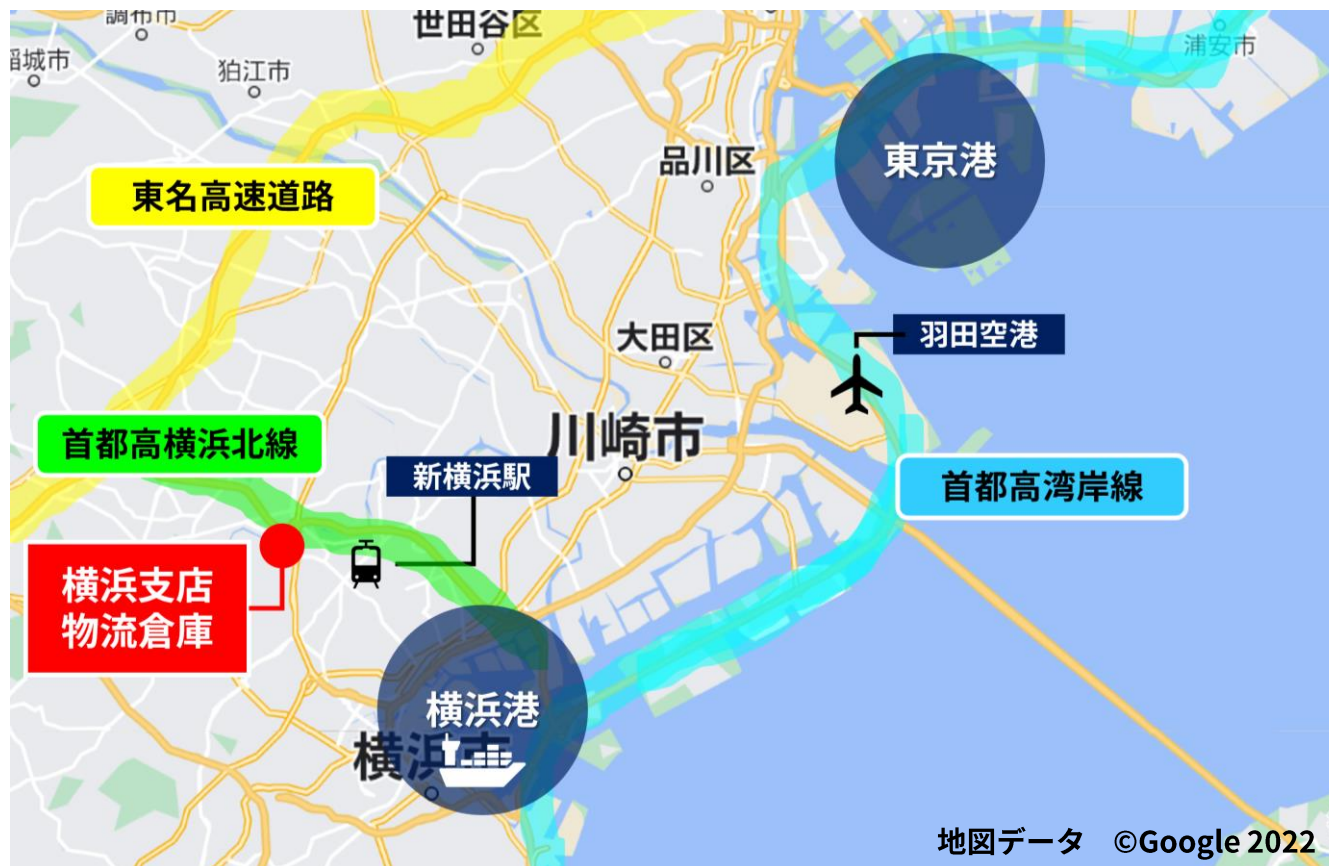 調布市
世田谷区
浦安市
稲城市
狛江市
品川区
東京港
東名高速道路
羽田空港
大田区
首都高横浜北線
川崎市
新横浜駅
首都高湾岸線
横浜支店
物流倉庫
横浜港
横浜市
地図データ ©Google 2022